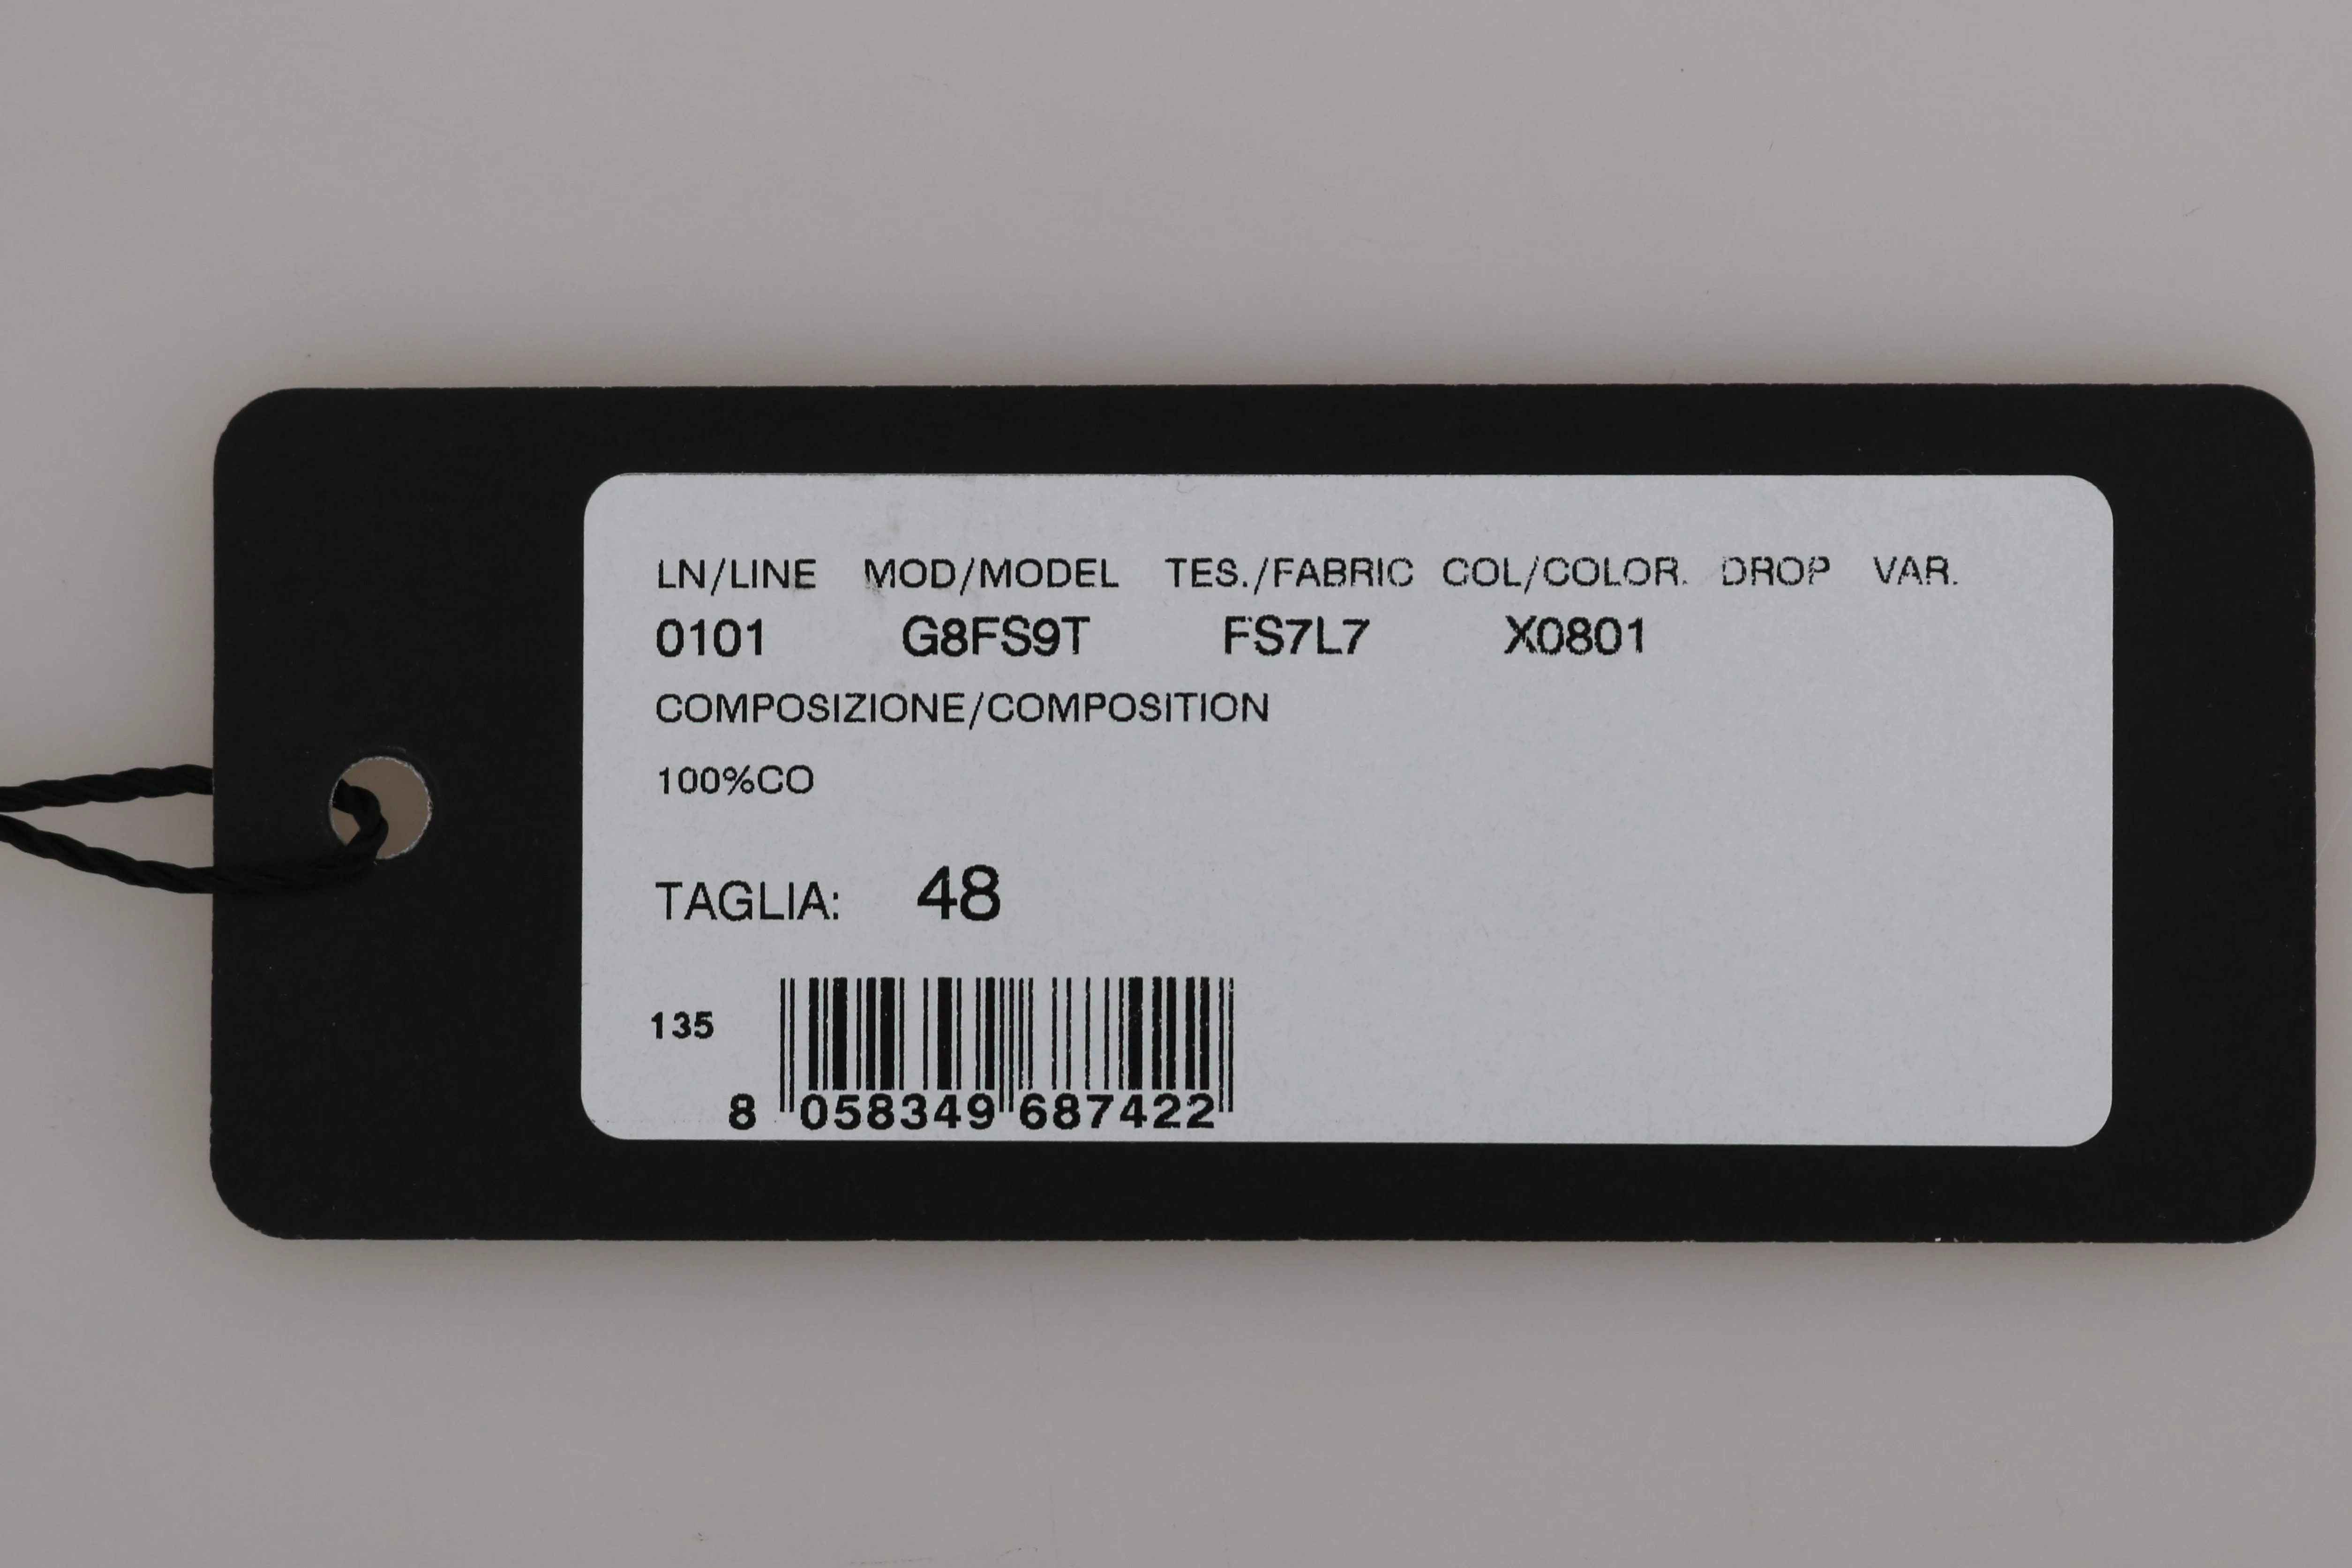 LN/LINE MOD/MODEL TES./FABRIC COL/COLOR. DROP VAR.
0101 G8FS9T FS7L7 X0801
COMPOSIZIONE/COMPOSITION
100%CO
TAGLIA: 48
135
8 058349 687422